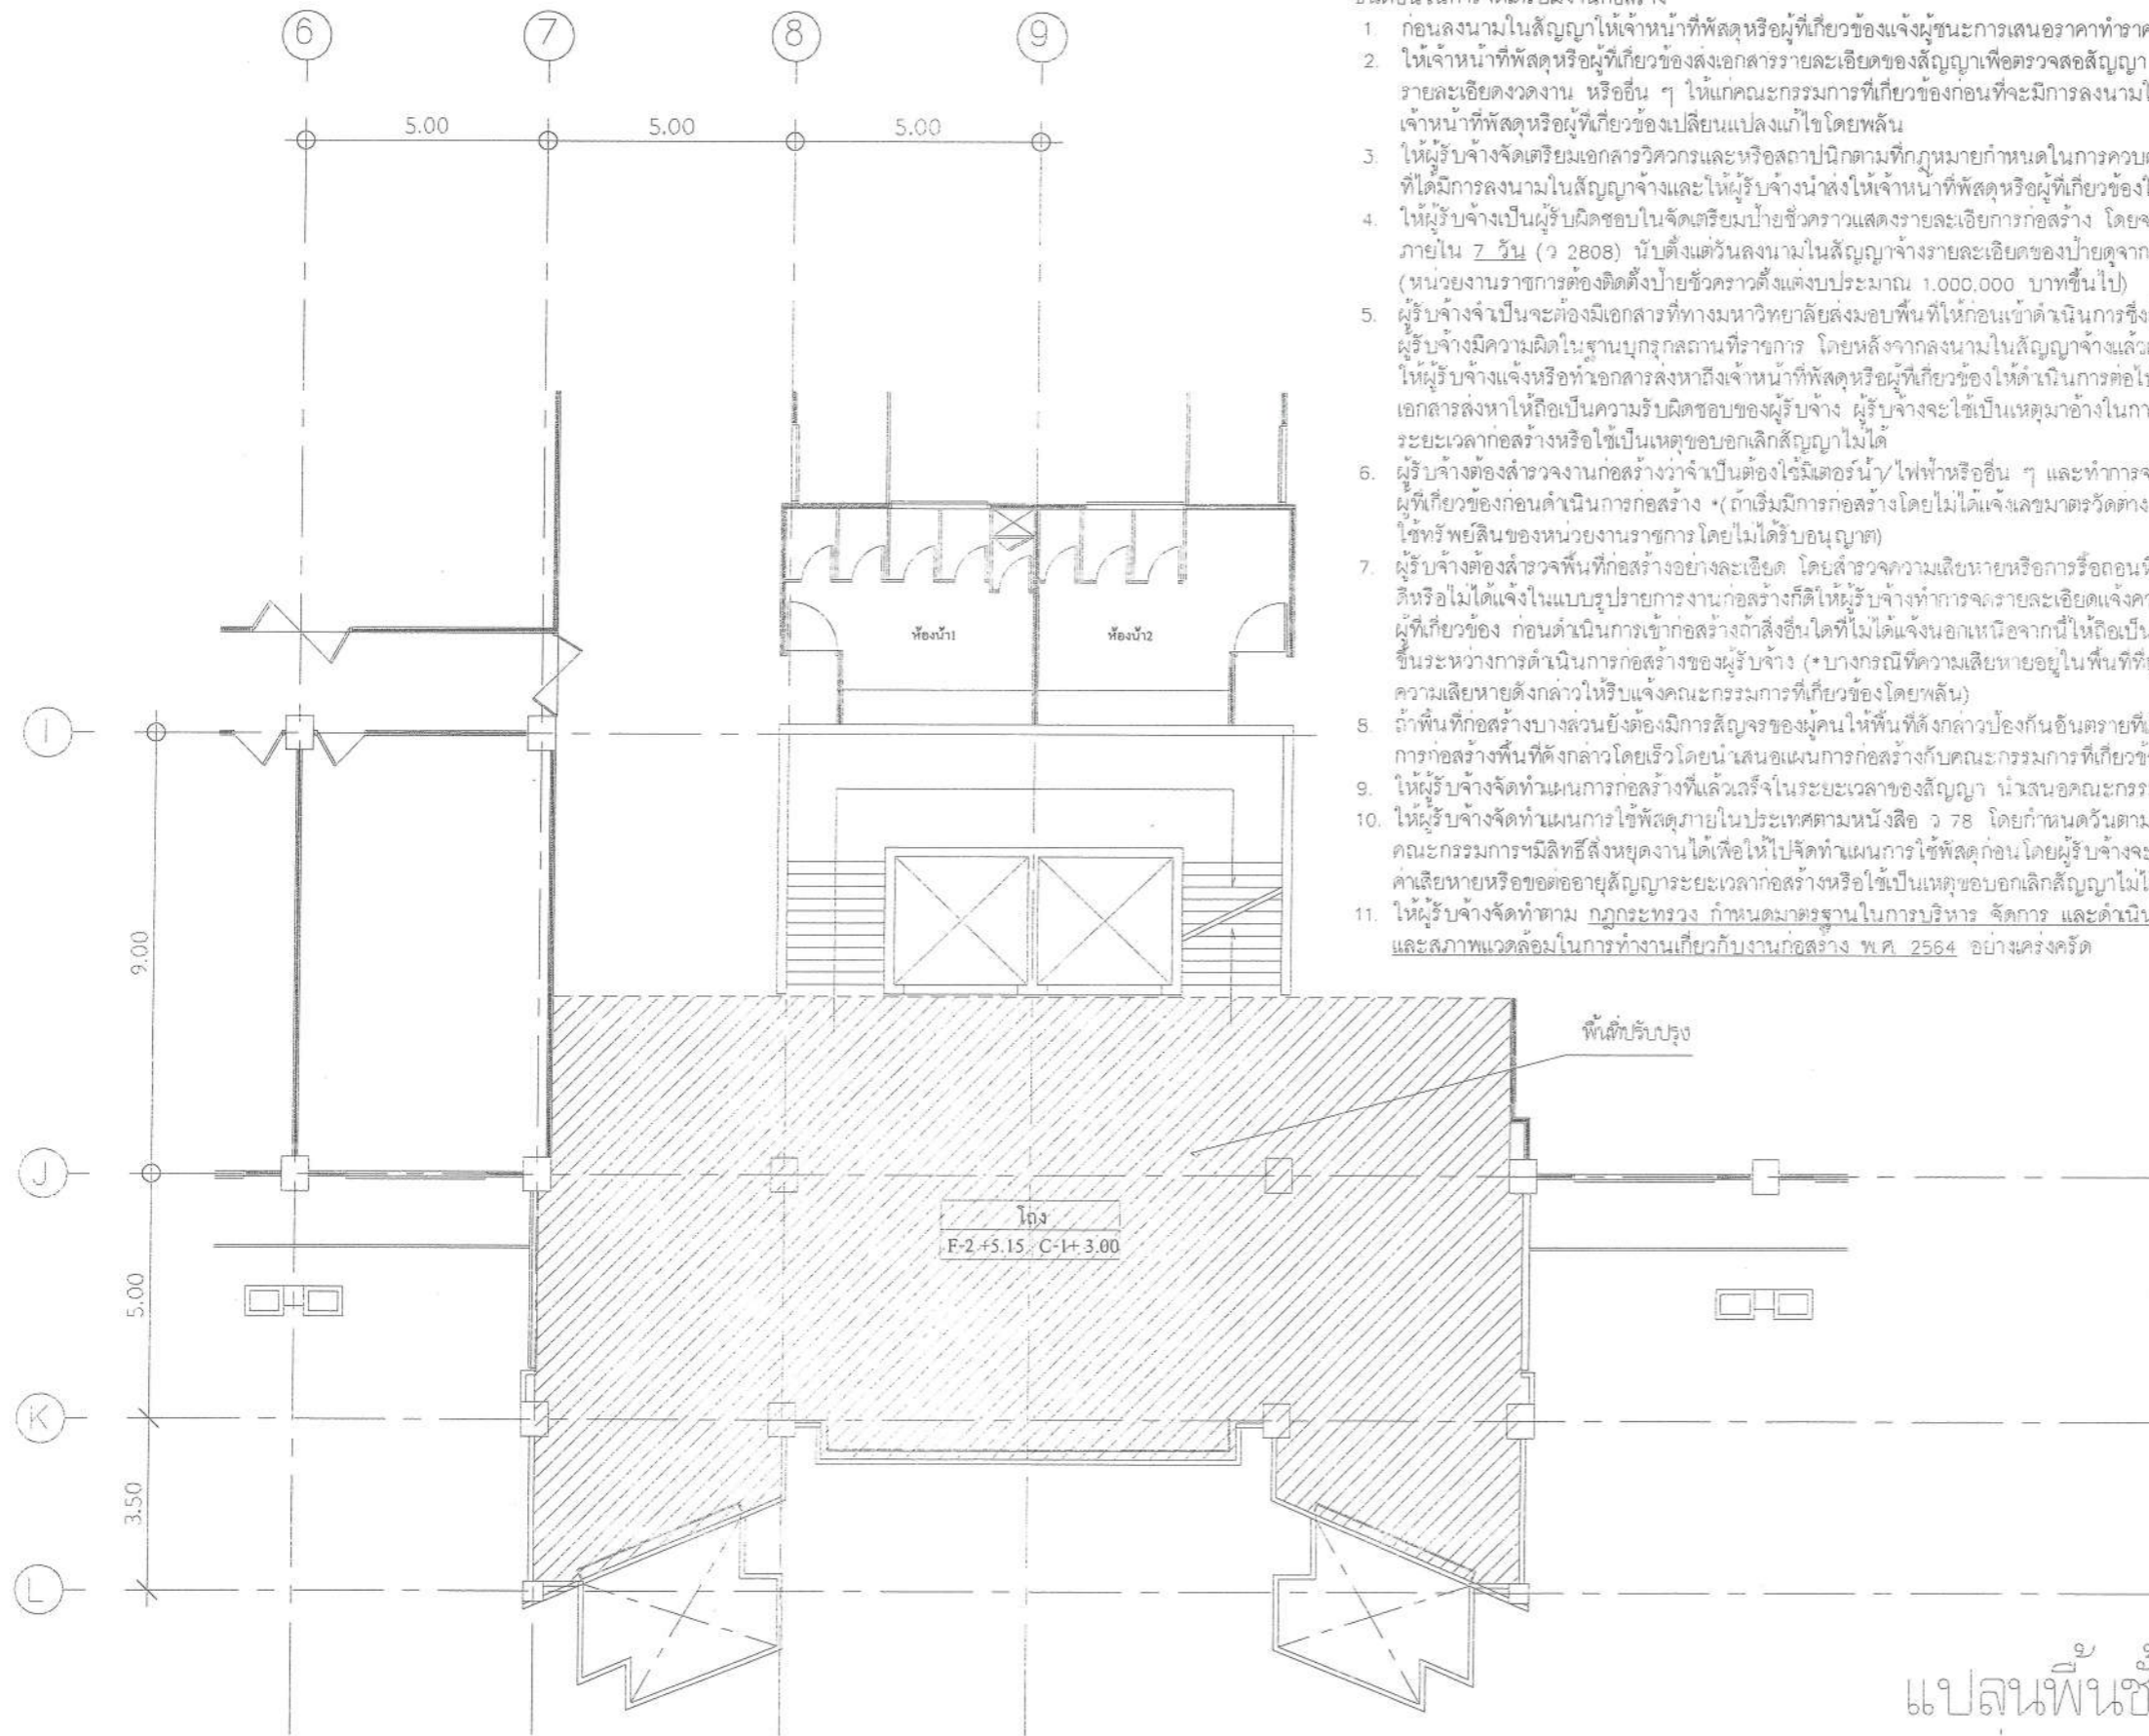 6 7 8 9
5.00 5.00 5.00
1 ก่อนลงนามในสัญญาให้เจ้าหน้าที่พัสดุหรือผู้ที่เกี่ยวข้องแจ้งผู้ชนะการเสนอราคาทำราค
2. ให้เจ้าหน้าที่พัสดุหรือผู้ที่เกี่ยวข้องส่งเอกสารรายละเอียดของสัญญาเพื่อตรวจสอสัญญา
รายละเอียดงวดงาน หรืออื่น ๆ ให้แก่คณะกรรมการที่เกี่ยวข้องก่อนที่จะมีการลงนามใ
เจ้าหน้าที่พัสดุหรือผู้ที่เกี่ยวข้องเปลี่ยนแปลงแก้ไขโดยพลัน
3. ให้ผู้รับจ้างจัดเตรียมเอกสารวิศวกรและหรือสถาปนิกตามที่กฎหมายกำหนดในการควบ
ที่ได้มีการลงนามในสัญญาจ้างและให้ผู้รับจ้างนำส่งให้เจ้าหน้าที่พัสดุหรือผู้ที่เกี่ยวข้องใ
4. ให้ผู้รับจ้างเป็นผู้รับผิดชอบในจัดเตรียมป้ายชั่วคราวแสดงรายละเอียการก่อสร้าง โดยจ
ภายใน 7 วัน (ว 2808) นับตั้งแต่วันลงนามในสัญญาจ้างรายละเอียดของป้ายดูจาก
(หน่วยงานราชการต้องติดตั้งป้ายชั่วคราวตั้งแต่งบประมาณ 1,000,000 บาทขึ้นไป)
5. ผู้รับจ้างจำเป็นจะต้องมีเอกสารที่ทางมหาวิทยาลัยส่งมอบพื้นที่ให้ก่อนเข้าดำเนินการซึ่ง
ผู้รับจ้างมีความผิดในฐานบุกรุกสถานที่ราชการ โดยหลังจากลงนามในสัญญาจ้างแล้ว
ให้ผู้รับจ้างแจ้งหรือทำเอกสารส่งหาถึงเจ้าหน้าที่พัสดุหรือผู้ที่เกี่ยวข้องให้ดำเนินการต่อไป
เอกสารส่งหาให้ถือเป็นความรับผิดชอบของผู้รับจ้าง ผู้รับจ้างจะใช้เป็นเหตุมาอ้างในกา
ระยะเวลาก่อสร้างหรือใช้เป็นเหตุขอบอกเลิกสัญญาไม่ได้
6. ผู้รับจ้างต้องสำรวจงานก่อสร้างว่าจำเป็นต้องใช้มิเตอร์น้ำ/ไฟฟ้าหรืออื่น ๆ และทำการจ
ผู้ที่เกี่ยวข้องก่อนดำเนินการก่อสร้าง *(ถ้าเริ่มมีการก่อสร้างโดยไม่ได้แจ้งเลขมาตรวัดต่าง
ใช้ทรัพย์สินของหน่วยงานราชการโดยไม่ได้รับอนุญาต)
7. ผู้รับจ้างต้องสำรวจพื้นที่ก่อสร้างอย่างละเอียด โดยสำรวจความเสียหายหรือการรื้อถอนที
ดีหรือไม่ได้แจ้งในแบบรูปรายการงานก่อสร้างก็ดีให้ผู้รับจ้างทำการจดรายละเอียดแจ้งคว
ผู้ที่เกี่ยวข้อง ก่อนดำเนินการเข้าก่อสร้างถ้าสิ่งอื่นใดที่ไม่ได้แจ้งนอกเหนือจากนี้ให้ถือเป็น
ขึ้นระหว่างการดำเนินการก่อสร้างของผู้รับจ้าง (*บางกรณีที่ความเสียหายอยู่ในพื้นที่ที่
ความเสียหายดังกล่าวให้รีบแจ้งคณะกรรมการที่เกี่ยวข้องโดยพลัน)
8. ถ้าพื้นที่ก่อสร้างบางส่วนยังต้องมีการสัญจรของผู้คนให้พื้นที่ดังกล่าวป้องกันอันตรายที่
การก่อสร้างพื้นที่ดังกล่าวโดยเร็วโดยนำเสนอแผนการก่อสร้างกับคณะกรรมการที่เกี่ยวข้
9. ให้ผู้รับจ้างจัดทำแผนการก่อสร้างที่แล้วเสร็จในระยะเวลาของสัญญา นำเสนอคณะกรร
10. ให้ผู้รับจ้างจัดทำแผนการใช้พัสดุภายในประเทศตามหนังสือ ว 78 โดยกำหนดวันตาม
คณะกรรมการฯมีสิทธิ์สั่งหยุดงานได้เพื่อให้ไปจัดทำแผนการใช้พัสดุก่อนโดยผู้รับจ้างจะ
ค่าเสียหายหรือขอต่ออายุสัญญาระยะเวลาก่อสร้างหรือใช้เป็นเหตุขอบอกเลิกสัญญาไม่ไ
11. ให้ผู้รับจ้างจัดทำตาม กฎกระทรวง กำหนดมาตรฐานในการบริหาร จัดการ และดำเนิน
และสภาพแวดล้อมในการทำงานเกี่ยวกับงานก่อสร้าง พ.ศ. 2564 อย่างเคร่งครัด
ห้องน้ำ1 ห้องน้ำ2
I
9.00
พื้นที่ปรับปรุง
J
โถง
F-2 +5.15 C-1+ 3.00
5.00
K
3.50
L
แปลนพื้นชั้